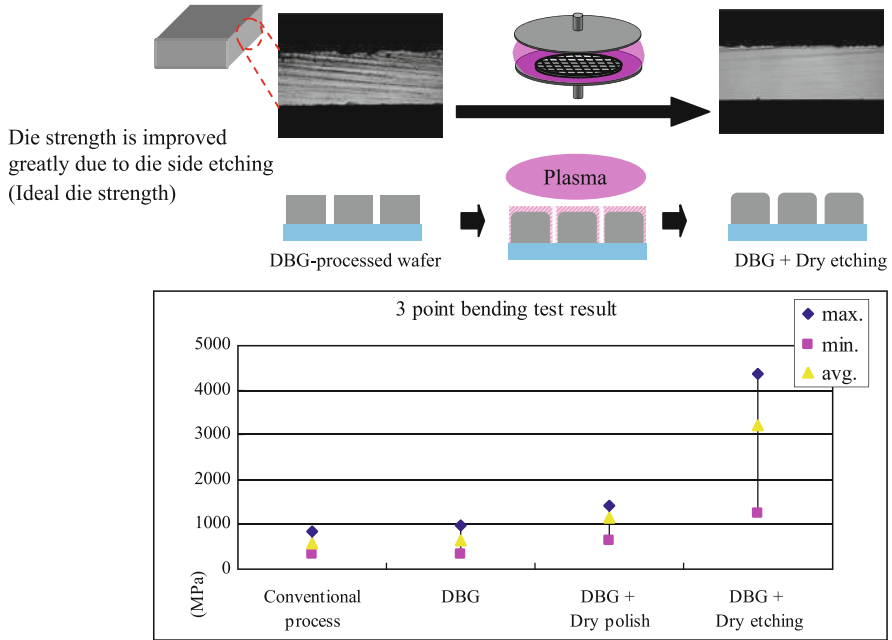 Die strength is improved
greatly due to die side etching
(Ideal die strength)
Plasma
DBG-processed wafer
DBG + Dry etching
3 point bending test result
max.
min.
avg.
5000
4000
3000
2000
1000
0
(MPa)
Conventional
process
DBG
DBG +
Dry polish
DBG +
Dry etching